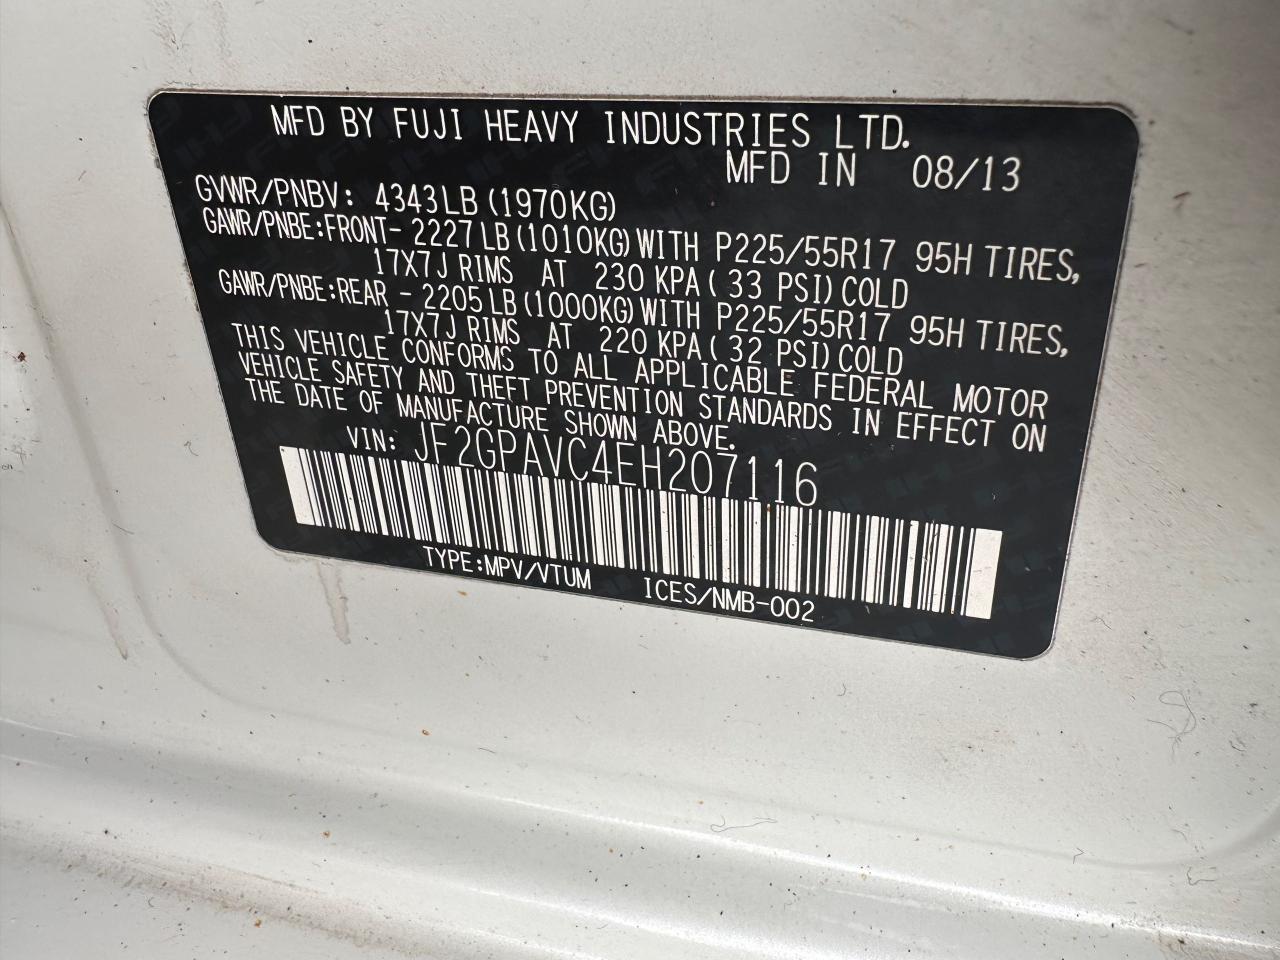 MFD BY FUJI HEAVY INDUSTRIES LTD.
MFD IN 08/13
GVWR/PNBV: 4343LB (1970KG)
GAWR/PNBE:FRONT- 2227LB (1010KG) WITH P225/55R17 95H TIRES,
17X7J RIMS AT 230 KPA ( 33 PSI) COLD
GAWR/PNBE:REAR - 2205LB (1000KG) WITH P225/55R17 95H TIRES,
17X7J RIMS AT 220 KPA ( 32 PSI) COLD
THIS VEHICLE CONFORMS TO ALL APPLICABLE FEDERAL MOTOR
VEHICLE SAFETY AND THEFT PREVENTION STANDARDS IN EFFECT ON
THE DATE OF MANUFACTURE SHOWN ABOVE.
VIN: JF2GPAVC4EH207116
TYPE:MPV/VTUM ICES/NMB-002